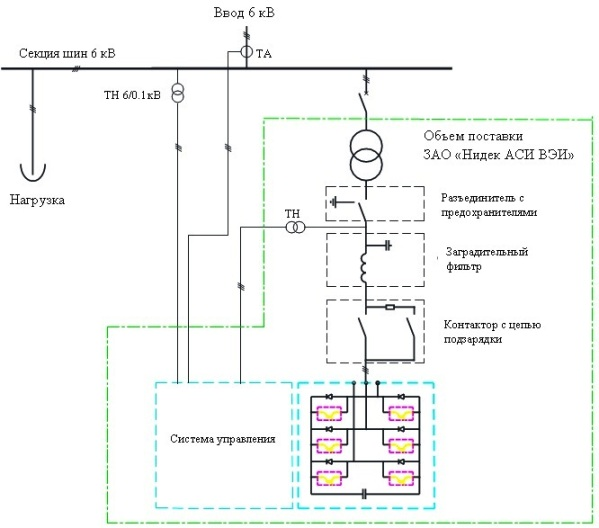 Ввод 6 кВ
Секция шин 6 кВ
ТА
ТН 6/0.1кВ
Объем поставки
ЗАО «Нидек АСИ ВЭИ»
Нагрузка
Разъединитель с
предохранителями
ТН
Заградительный
фильтр
Контактор с цепью
подзарядки
Система управления